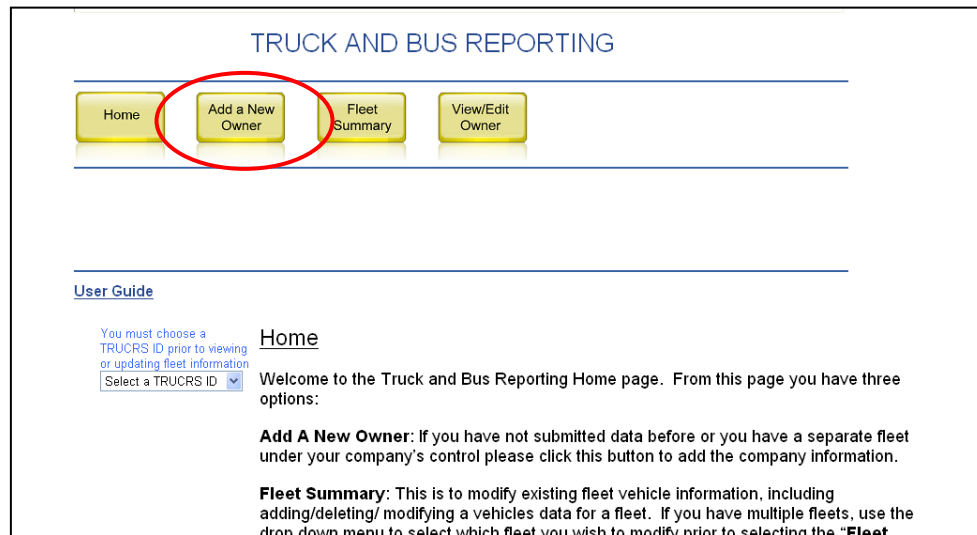 TRUCK AND BUS REPORTING
Home
Add a New
Owner
Fleet
Summary
View/Edit
Owner
User Guide
You must choose a
TRUCRS ID prior to viewing
or updating fleet information
Select a TRUCRS ID
Home
Welcome to the Truck and Bus Reporting Home page. From this page you have three
options:
Add A New Owner: If you have not submitted data before or you have a separate fleet
under your company's control please click this button to add the company information.
Fleet Summary: This is to modify existing fleet vehicle information, including
adding/deleting/ modifying a vehicles data for a fleet. If you have multiple fleets, use the
drop down menu to select which fleet you wish to modify prior to selecting the "Fleet